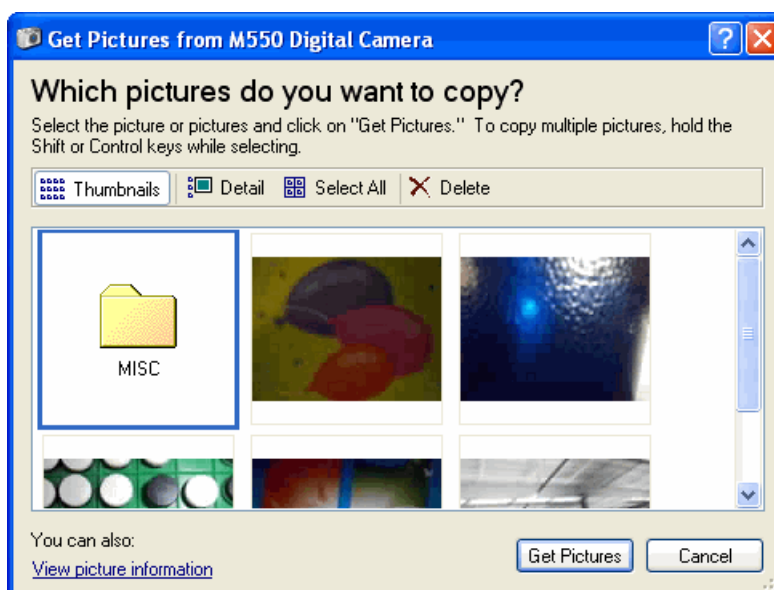 Get Pictures from M550 Digital Camera
Which pictures do you want to copy?
Select the picture or pictures and click on "Get Pictures." To copy multiple pictures, hold the
Shift or Control keys while selecting.
Thumbnails Detail Select All Delete
MISC
You can also:
View picture information
Get Pictures Cancel